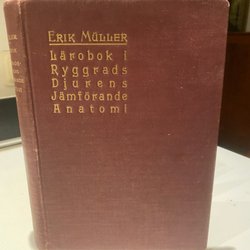 ERIK MÜLLER
LÄROBOK I
RYGGRADS
DJURENS
JÄMFÖRANDE
ANATOMI